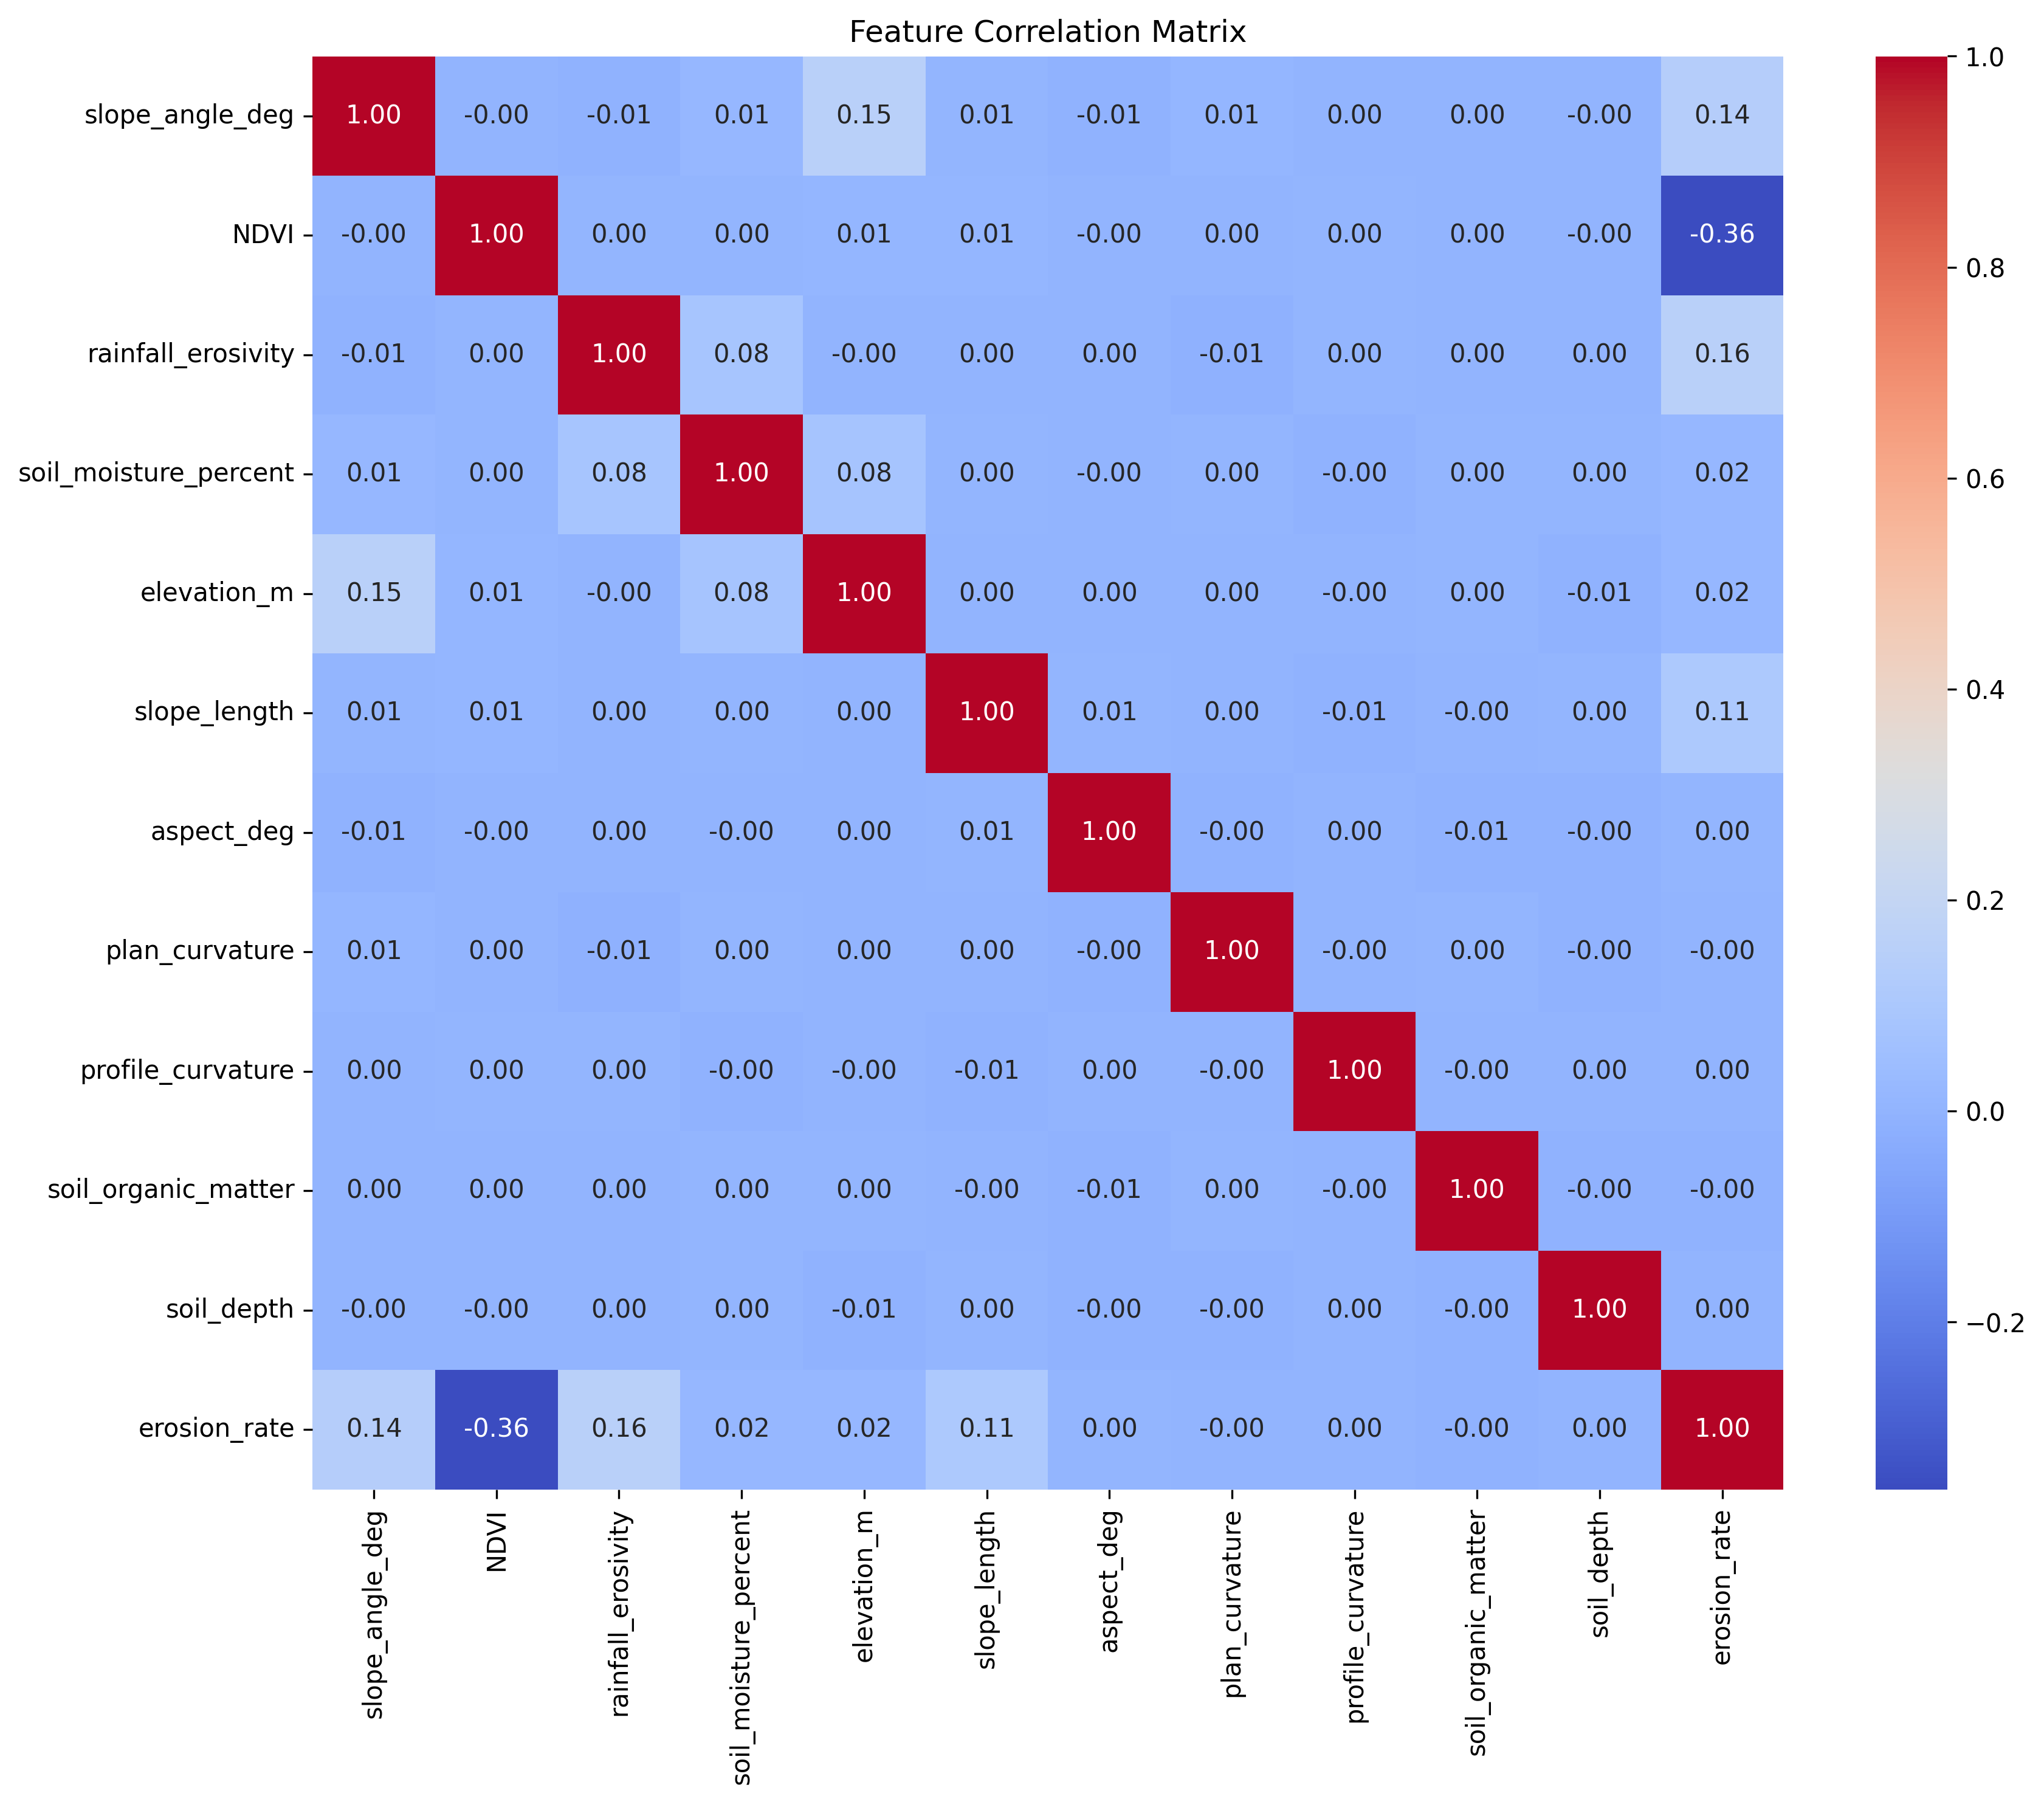 Feature Correlation Matrix
slope_angle_deg 1.00 -0.00 -0.01 0.01 0.15 0.01 -0.01 0.01 0.00 0.00 -0.00 0.14
NDVI -0.00 1.00 0.00 0.00 0.01 0.01 -0.00 0.00 0.00 0.00 -0.00 -0.36
rainfall_erosivity -0.01 0.00 1.00 0.08 -0.00 0.00 0.00 -0.01 0.00 0.00 0.00 0.16
soil_moisture_percent 0.01 0.00 0.08 1.00 0.08 0.00 -0.00 0.00 -0.00 0.00 0.00 0.02
elevation_m 0.15 0.01 -0.00 0.08 1.00 0.00 0.00 0.00 -0.00 0.00 -0.01 0.02
slope_length 0.01 0.01 0.00 0.00 0.00 1.00 0.01 0.00 -0.01 -0.00 0.00 0.11
aspect_deg -0.01 -0.00 0.00 -0.00 0.00 0.01 1.00 -0.00 0.00 -0.01 -0.00 0.00
plan_curvature 0.01 0.00 -0.01 0.00 0.00 0.00 -0.00 1.00 -0.00 0.00 -0.00 -0.00
profile_curvature 0.00 0.00 0.00 -0.00 -0.00 -0.01 0.00 -0.00 1.00 -0.00 0.00 0.00
soil_organic_matter 0.00 0.00 0.00 0.00 0.00 -0.00 -0.01 0.00 -0.00 1.00 -0.00 -0.00
soil_depth -0.00 -0.00 0.00 0.00 -0.01 0.00 -0.00 -0.00 0.00 -0.00 1.00 0.00
erosion_rate 0.14 -0.36 0.16 0.02 0.02 0.11 0.00 -0.00 0.00 -0.00 0.00 1.00
slope_angle_deg
NDVI
rainfall_erosivity
soil_moisture_percent
elevation_m
slope_length
aspect_deg
plan_curvature
profile_curvature
soil_organic_matter
soil_depth
erosion_rate
1.0
0.8
0.6
0.4
0.2
0.0
−0.2